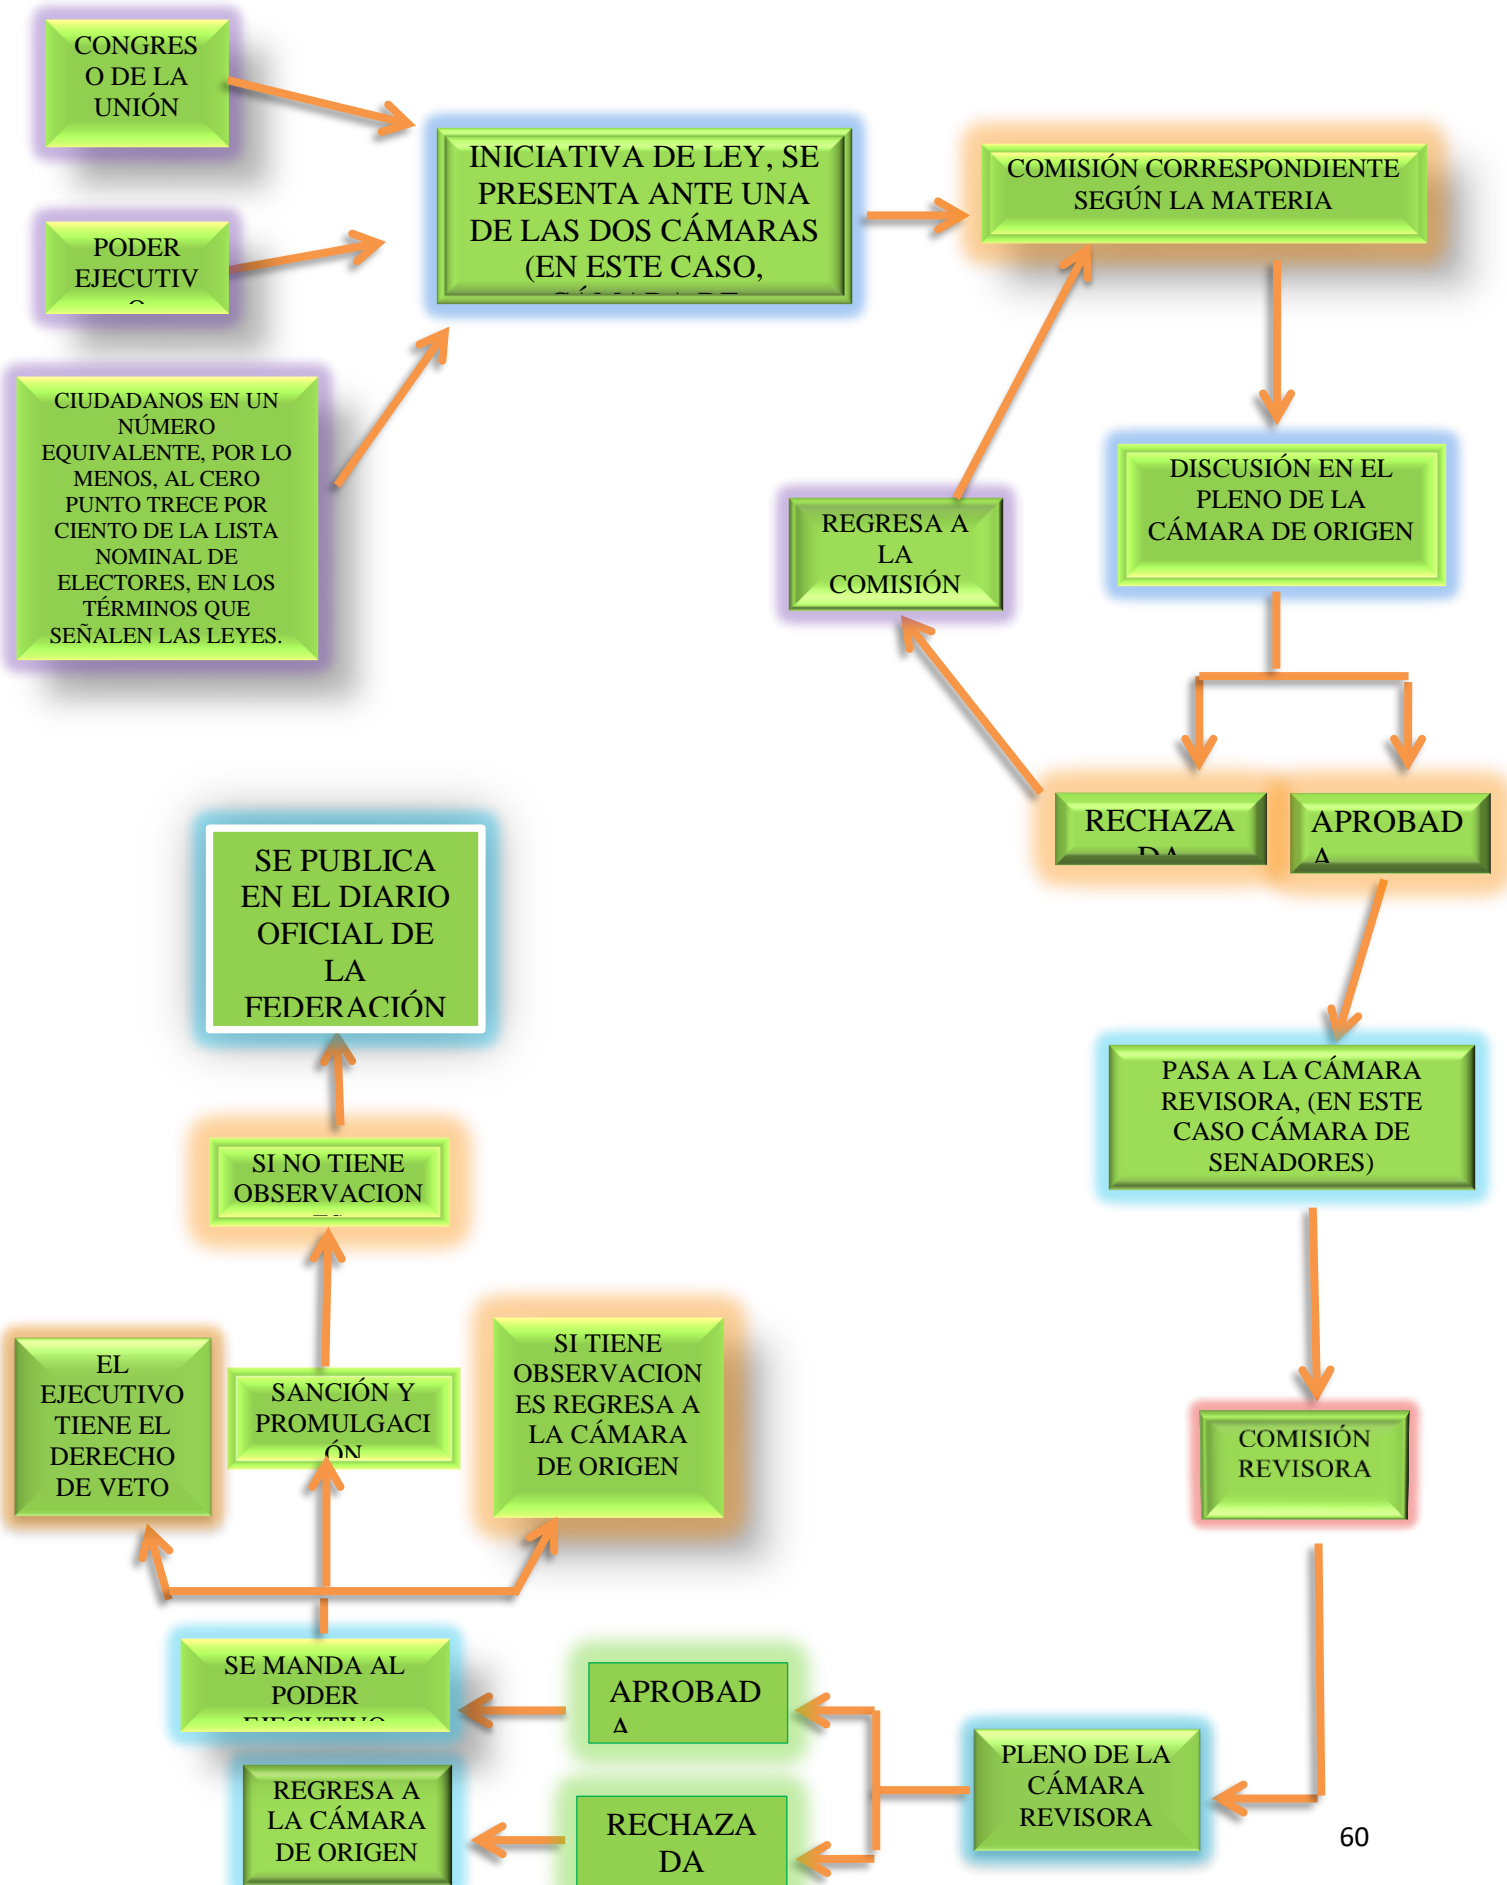 CONGRES
O DE LA
UNIÓN
PODER
EJECUTIV
CIUDADANOS EN UN
NÚMERO
EQUIVALENTE, POR LO
MENOS, AL CERO
PUNTO TRECE POR
CIENTO DE LA LISTA
NOMINAL DE
ELECTORES, EN LOS
TÉRMINOS QUE
SEÑALEN LAS LEYES.
INICIATIVA DE LEY, SE
PRESENTA ANTE UNA
DE LAS DOS CÁMARAS
(EN ESTE CASO,
CÁMARA DE
COMISIÓN CORRESPONDIENTE
SEGÚN LA MATERIA
DISCUSIÓN EN EL
PLENO DE LA
CÁMARA DE ORIGEN
REGRESA A
LA
COMISIÓN
RECHAZA
DA
APROBAD
A
PASA A LA CÁMARA
REVISORA, (EN ESTE
CASO CÁMARA DE
SENADORES)
COMISIÓN
REVISORA
PLENO DE LA
CÁMARA
REVISORA
APROBAD
A
RECHAZA
DA
SE MANDA AL
PODER
EJECUTIVO
REGRESA A
LA CÁMARA
DE ORIGEN
EL
EJECUTIVO
TIENE EL
DERECHO
DE VETO
SANCIÓN Y
PROMULGACI
ÓN
SI TIENE
OBSERVACION
ES REGRESA A
LA CÁMARA
DE ORIGEN
SI NO TIENE
OBSERVACION
ES
SE PUBLICA
EN EL DIARIO
OFICIAL DE
LA
FEDERACIÓN
60